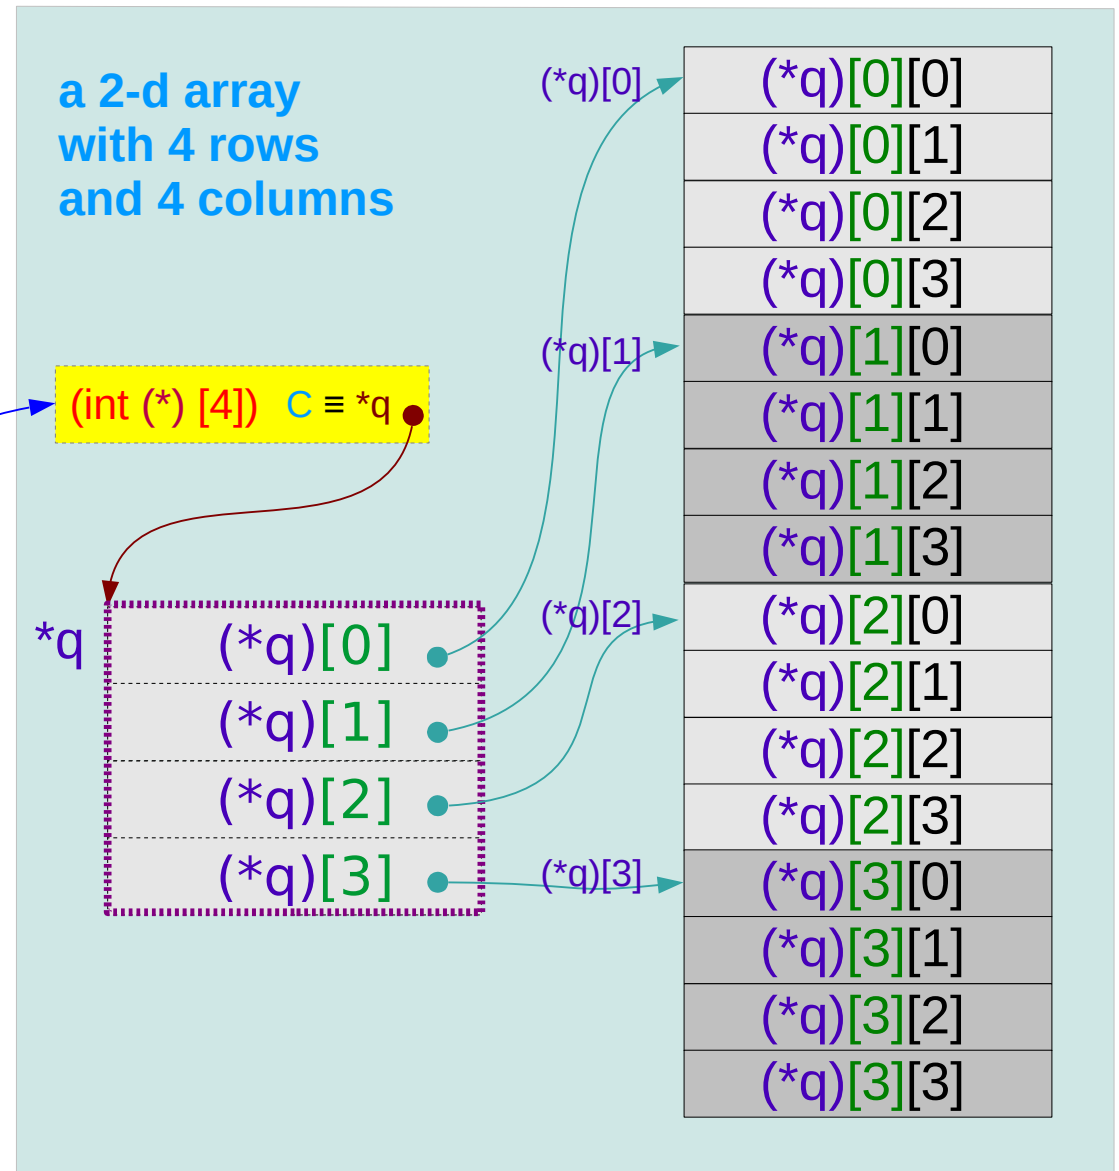 a 2-d array
with 4 rows
and 4 columns
(int (*) [4]) C ≡ *q
*q
(*q)[0]
(*q)[1]
(*q)[2]
(*q)[3]
(*q)[0]
(*q)[1]
(*q)[2]
(*q)[3]
(*q)[0][0]
(*q)[0][1]
(*q)[0][2]
(*q)[0][3]
(*q)[1][0]
(*q)[1][1]
(*q)[1][2]
(*q)[1][3]
(*q)[2][0]
(*q)[2][1]
(*q)[2][2]
(*q)[2][3]
(*q)[3][0]
(*q)[3][1]
(*q)[3][2]
(*q)[3][3]